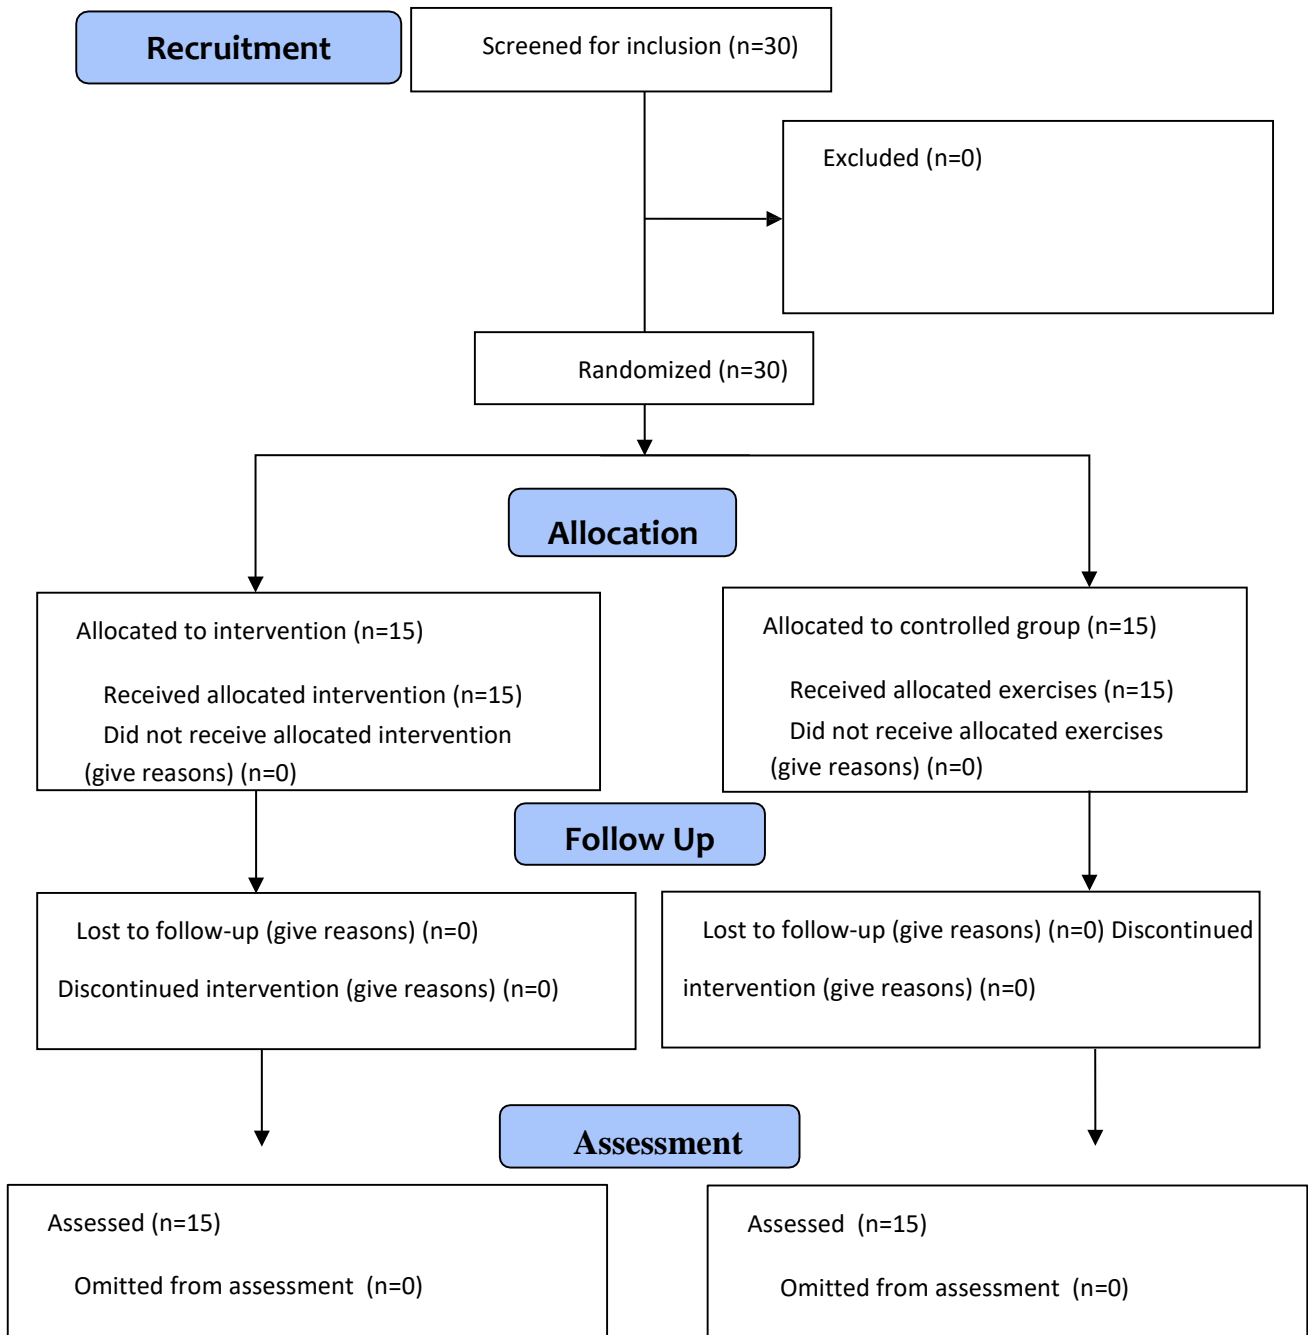 Recruitment
Screened for inclusion (n=30)
Excluded (n=0)
Randomized (n=30)
Allocation
Allocated to intervention (n=15)
Received allocated intervention (n=15)
Did not receive allocated intervention
(give reasons) (n=0)
Allocated to controlled group (n=15)
Received allocated exercises (n=15)
Did not receive allocated exercises
(give reasons) (n=0)
Follow Up
Lost to follow-up (give reasons) (n=0)
Discontinued intervention (give reasons) (n=0)
Lost to follow-up (give reasons) (n=0) Discontinued
intervention (give reasons) (n=0)
Assessment
Assessed (n=15)
Omitted from assessment (n=0)
Assessed (n=15)
Omitted from assessment (n=0)